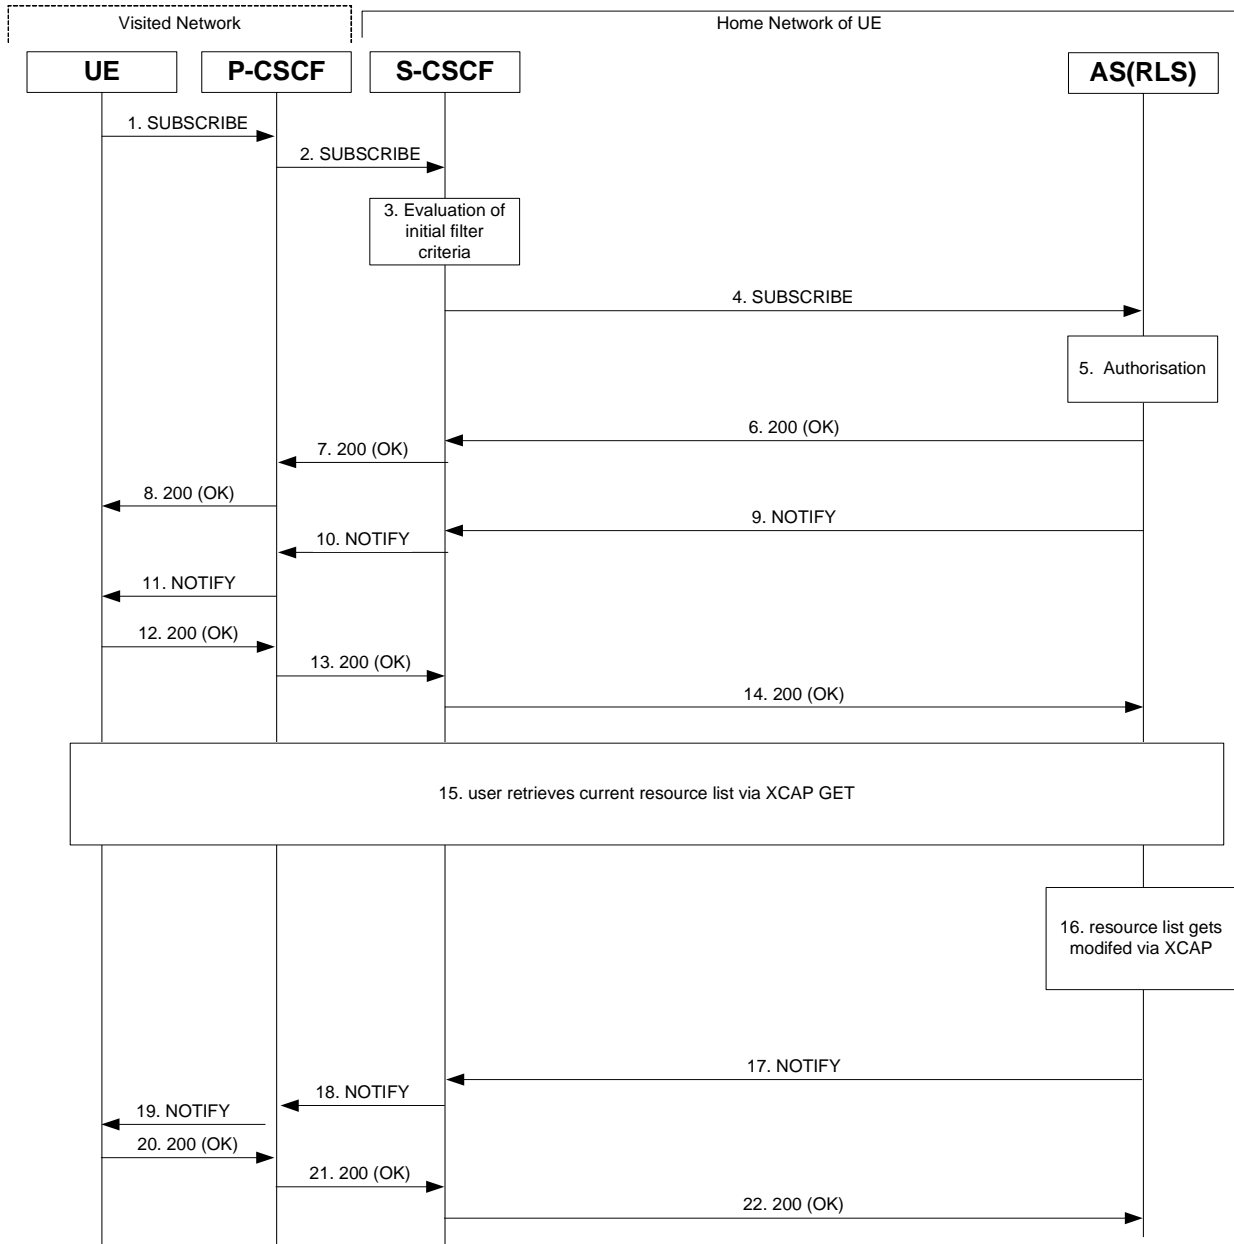 Visited Network
Home Network of UE
UE
P-CSCF
S-CSCF
AS(RLS)
1. SUBSCRIBE
2. SUBSCRIBE
3. Evaluation of
initial filter
criteria
4. SUBSCRIBE
5. Authorisation
6. 200 (OK)
7. 200 (OK)
8. 200 (OK)
9. NOTIFY
10. NOTIFY
11. NOTIFY
12. 200 (OK)
13. 200 (OK)
14. 200 (OK)
15. user retrieves current resource list via XCAP GET
16. resource list gets
modifed via XCAP
17. NOTIFY
18. NOTIFY
19. NOTIFY
20. 200 (OK)
21. 200 (OK)
22. 200 (OK)